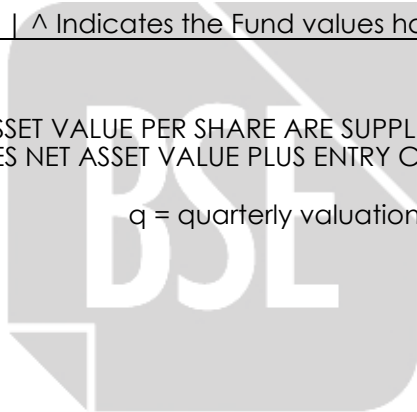 | ^ Indicates the Fund values
SSET VALUE PER SHARE ARE SUPPL
ES NET ASSET VALUE PLUS ENTRY
q = quarterly valuation
BSE